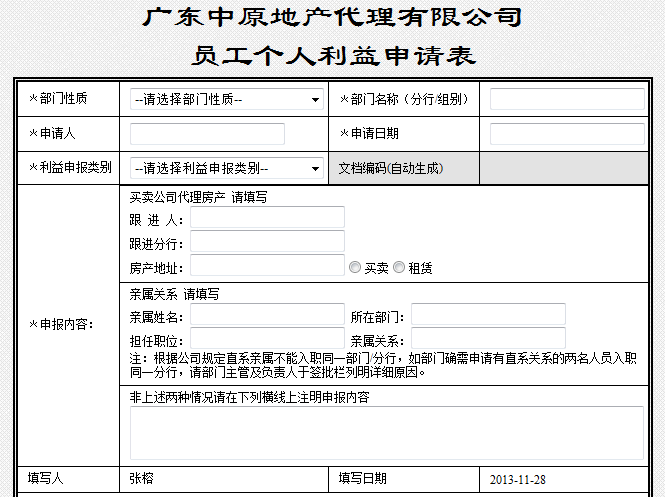 广东中原地产代理有限公司
员工个人利益申请表
*部门性质 --请选择部门性质-- *部门名称（分行/组别）
*申请人 *申请日期
*利益申报类别 --请选择利益申报类别-- 文档编码(自动生成)
买卖公司代理房产 请填写
跟 进 人：
跟进分行：
房产地址： 买卖 租赁
*申报内容：
亲属关系 请填写
亲属姓名： 所在部门：
担任职位： 亲属关系：
注：根据公司规定直系亲属不能入职同一部门/分行，如部门确需申请有直系关系的两名人员入职
同一分行，请部门主管及负责人于签批栏列明详细原因。
非上述两种情况请在下列横线上注明申报内容
填写人 张榕 填写日期 2013-11-28